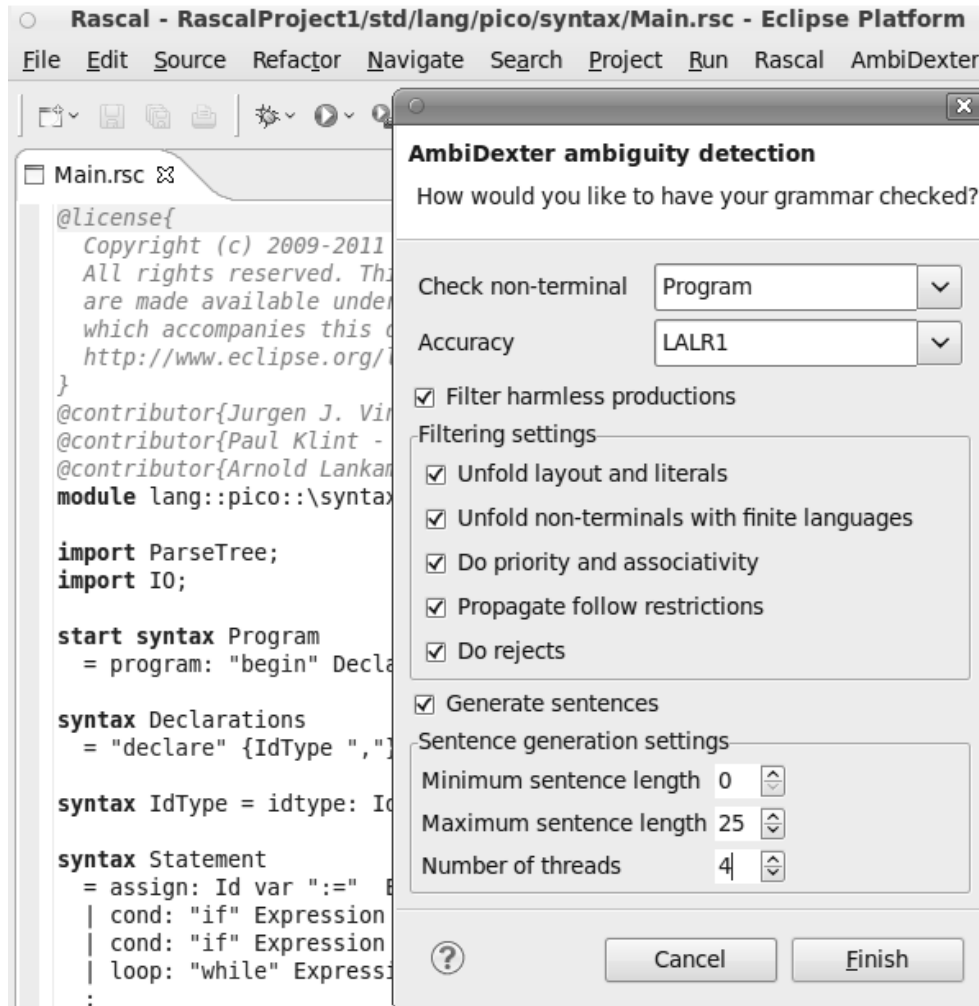 Rascal - RascalProject1/std/lang/pico/syntax/Main.rsc - Eclipse Platform
File Edit Source Refactor Navigate Search Project Run Rascal AmbiDexter
Main.rsc
@license{
Copyright (c) 2009-2011
All rights reserved. Thi
are made available under
which accompanies this
http://www.eclipse.org/
}
@contributor{Jurgen J. Vin
@contributor{Paul Klint -
@contributor{Arnold Lankam
module lang::pico::\syntax
import ParseTree;
import IO;
start syntax Program
= program: "begin" Decla
syntax Declarations
= "declare" {IdType ","}
syntax IdType = idtype: Id
syntax Statement
= assign: Id var ":="
| cond: "if" Expression
| cond: "if" Expression
| loop: "while" Expressi
;
AmbiDexter ambiguity detection
How would you like to have your grammar checked?
Check non-terminal Program
Accuracy LALR1
Filter harmless productions
Filtering settings
Unfold layout and literals
Unfold non-terminals with finite languages
Do priority and associativity
Propagate follow restrictions
Do rejects
Generate sentences
Sentence generation settings
Minimum sentence length 0
Maximum sentence length 25
Number of threads 4
? Cancel Finish